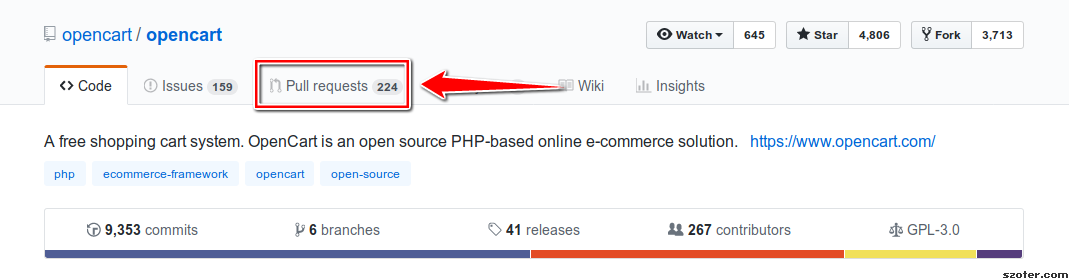 opencart / opencart Watch 645 Star 4,806 Fork 3,713
Code Issues 159 Pull requests 224 Wiki Insights
A free shopping cart system. OpenCart is an open source PHP-based online e-commerce solution. https://www.opencart.com/
php ecommerce-framework opencart open-source
9,353 commits 6 branches 41 releases 267 contributors GPL-3.0
szoter.com